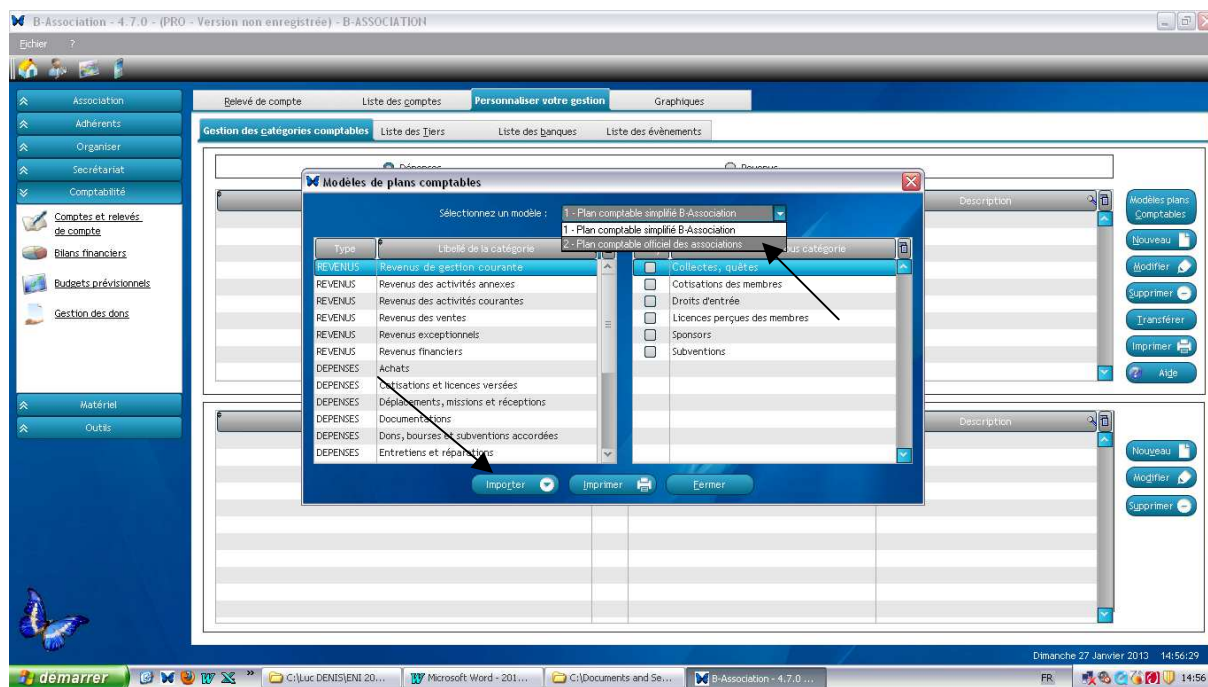 B-Association - 4.7.0 - (PRO - Version non enregistrée) - B-ASSOCIATION
Fichier ?
Association
Adhérents
Organiser
Secrétariat
Comptabilité
Comptes et relevés de compte
Bilans financiers
Budgets prévisionnels
Gestion des dons
Matériel
Outils
Relevé de compte Liste des comptes Personnaliser votre gestion Graphiques
Gestion des catégories comptables Liste des Tiers Liste des banques Liste des évènements
Dépenses Revenus
Description
Modèles plans Comptables
Nouveau
Modifier
Supprimer
Transférer
Imprimer
Aide
Modèles de plans comptables
Sélectionnez un modèle : 1 - Plan comptable simplifié B-Association
1 - Plan comptable simplifié B-Association
2 - Plan comptable officiel des associations
Type Libellé de la catégorie catégorie
REVENUS Revenus de gestion courante Collectes, quêtes
REVENUS Revenus des activités annexes Cotisations des membres
REVENUS Revenus des activités courantes Droits d'entrée
REVENUS Revenus des ventes Licences perçues des membres
REVENUS Revenus exceptionnels Sponsors
REVENUS Revenus financiers Subventions
DEPENSES Achats
DEPENSES Cotisations et licences versées
DEPENSES Déplacements, missions et réceptions
DEPENSES Documentations
DEPENSES Dons, bourses et subventions accordées
DEPENSES Entretiens et réparations
Importer Imprimer Fermer
Description
Nouveau
Modifier
Supprimer
Dimanche 27 Janvier 2013 14:56:29
démarrer C:\Luc DENIS\ENI 20... Microsoft Word - 201... C:\Documents and Se... B-Association - 4.7.0 ... FR 14:56